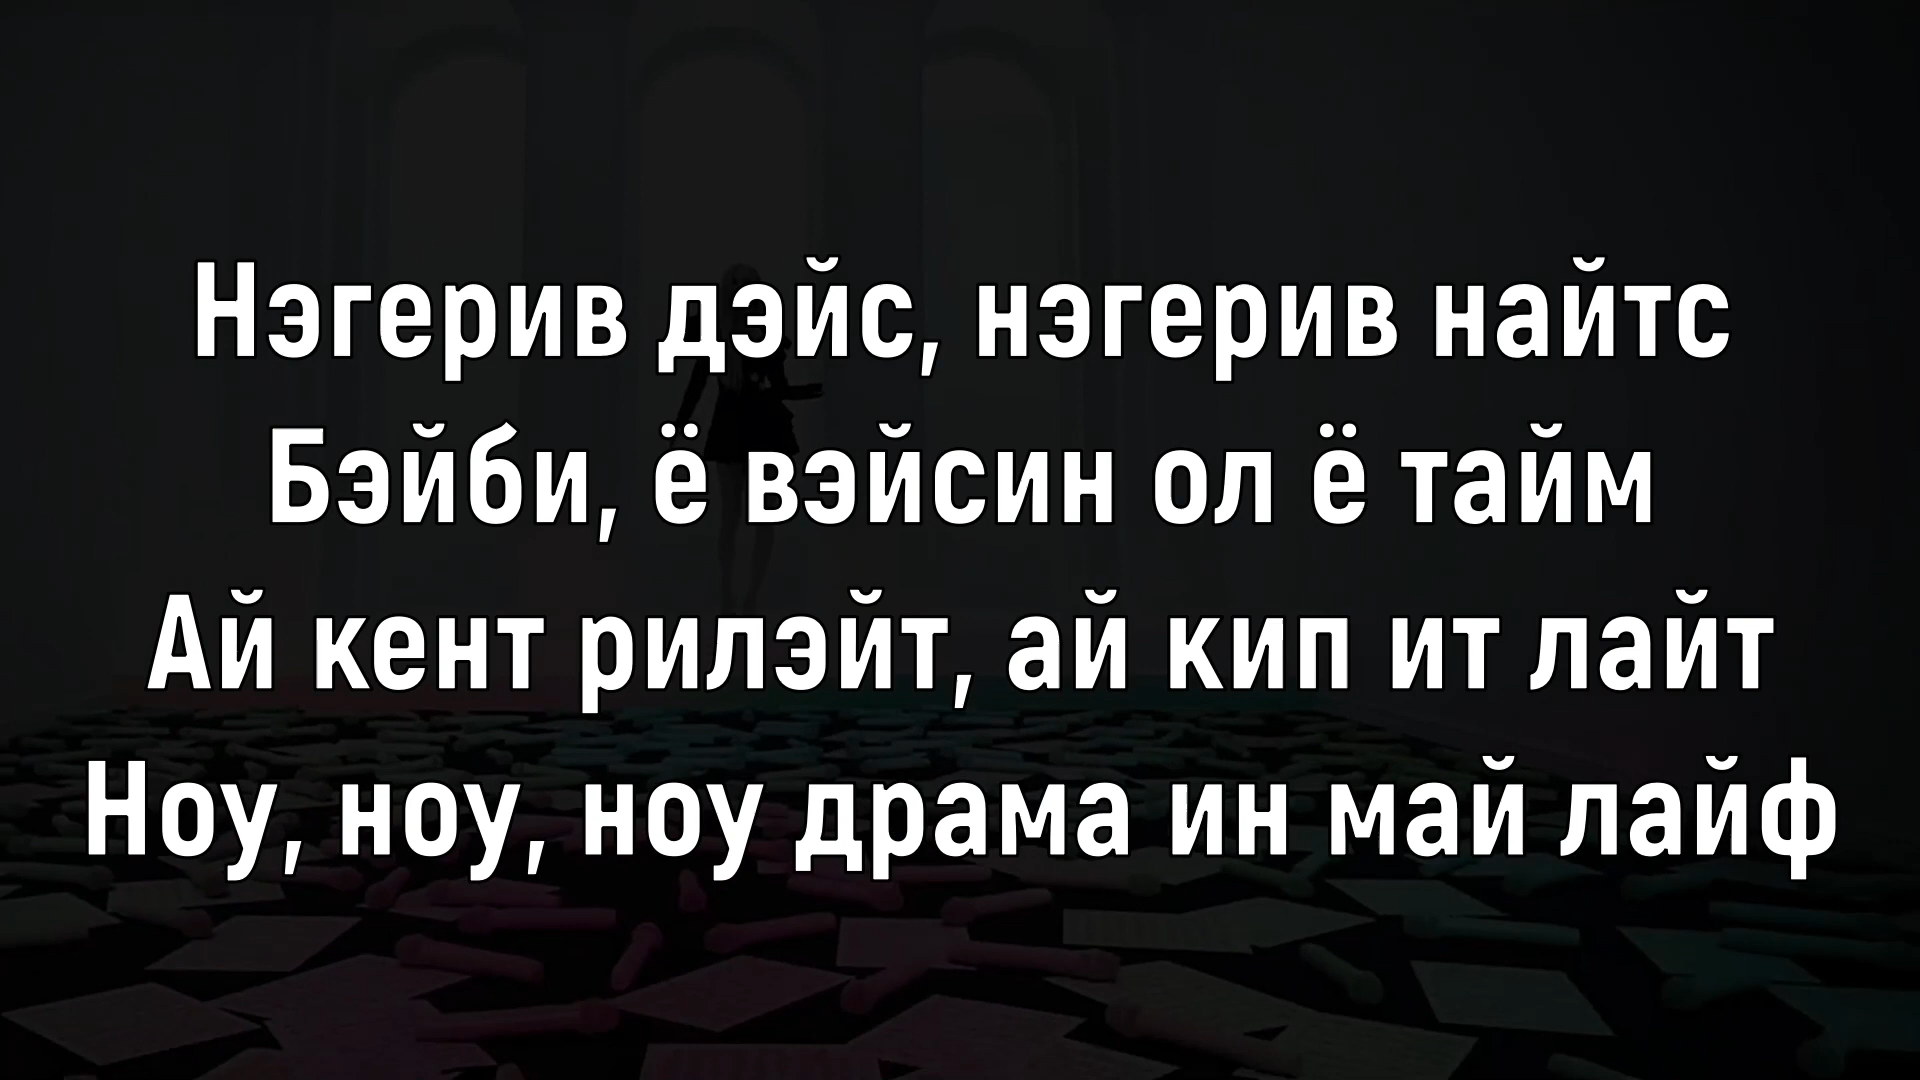 Нэгерив дэйс, нэгерив найтс
Бэйби, ё вэйсин ол ё тайм
Ай кент рилэйт, ай кип ит лайт
Ноу, ноу, ноу драма ин май лайф